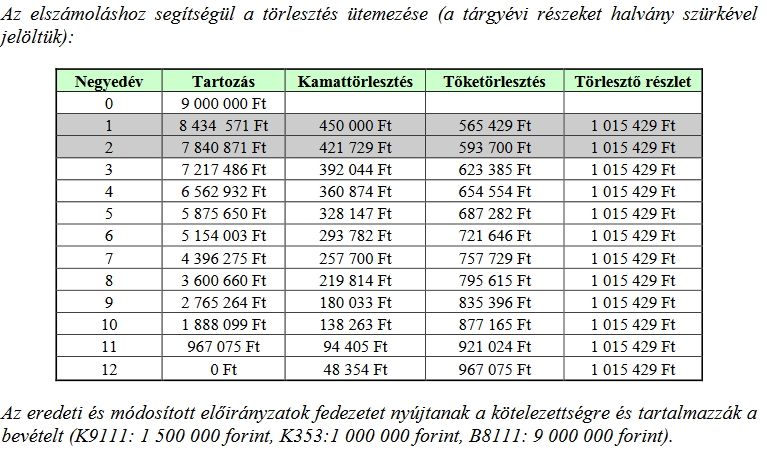 Az elszámoláshoz segítségül a törlesztés ütemezése (a tárgyévi részeket halvány szürkével
jelöltük):
Negyedév Tartozás Kamattörlesztés Tőketörlesztés Törlesztő részlet
0 9 000 000 Ft
1 8 434 571 Ft 450 000 Ft 565 429 Ft 1 015 429 Ft
2 7 840 871 Ft 421 729 Ft 593 700 Ft 1 015 429 Ft
3 7 217 486 Ft 392 044 Ft 623 385 Ft 1 015 429 Ft
4 6 562 932 Ft 360 874 Ft 654 554 Ft 1 015 429 Ft
5 5 875 650 Ft 328 147 Ft 687 282 Ft 1 015 429 Ft
6 5 154 003 Ft 293 782 Ft 721 646 Ft 1 015 429 Ft
7 4 396 275 Ft 257 700 Ft 757 729 Ft 1 015 429 Ft
8 3 600 660 Ft 219 814 Ft 795 615 Ft 1 015 429 Ft
9 2 765 264 Ft 180 033 Ft 835 396 Ft 1 015 429 Ft
10 1 888 099 Ft 138 263 Ft 877 165 Ft 1 015 429 Ft
11 967 075 Ft 94 405 Ft 921 024 Ft 1 015 429 Ft
12 0 Ft 48 354 Ft 967 075 Ft 1 015 429 Ft
Az eredeti és módosított előirányzatok fedezetet nyújtanak a kötelezettségre és tartalmazzák a
bevételt (K9111: 1 500 000 forint, K353:1 000 000 forint, B8111: 9 000 000 forint).